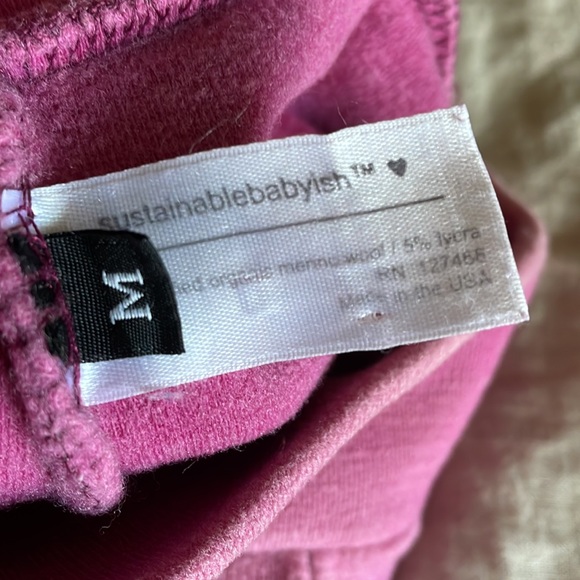 sustainablebabyish™ ♥
organic merino wool / 5% lycra
RN 127466
Made in the USA
M